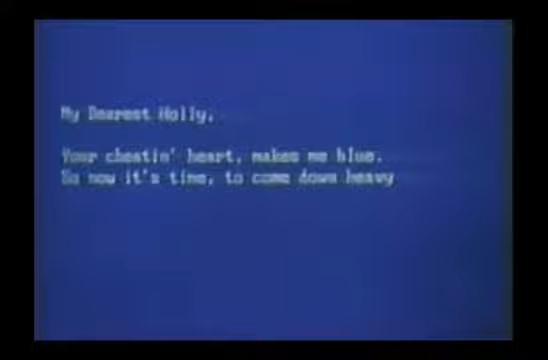 My Dearest Holly,
Your cheatin' heart, makes me blue.
So now it's time, to come down heavy